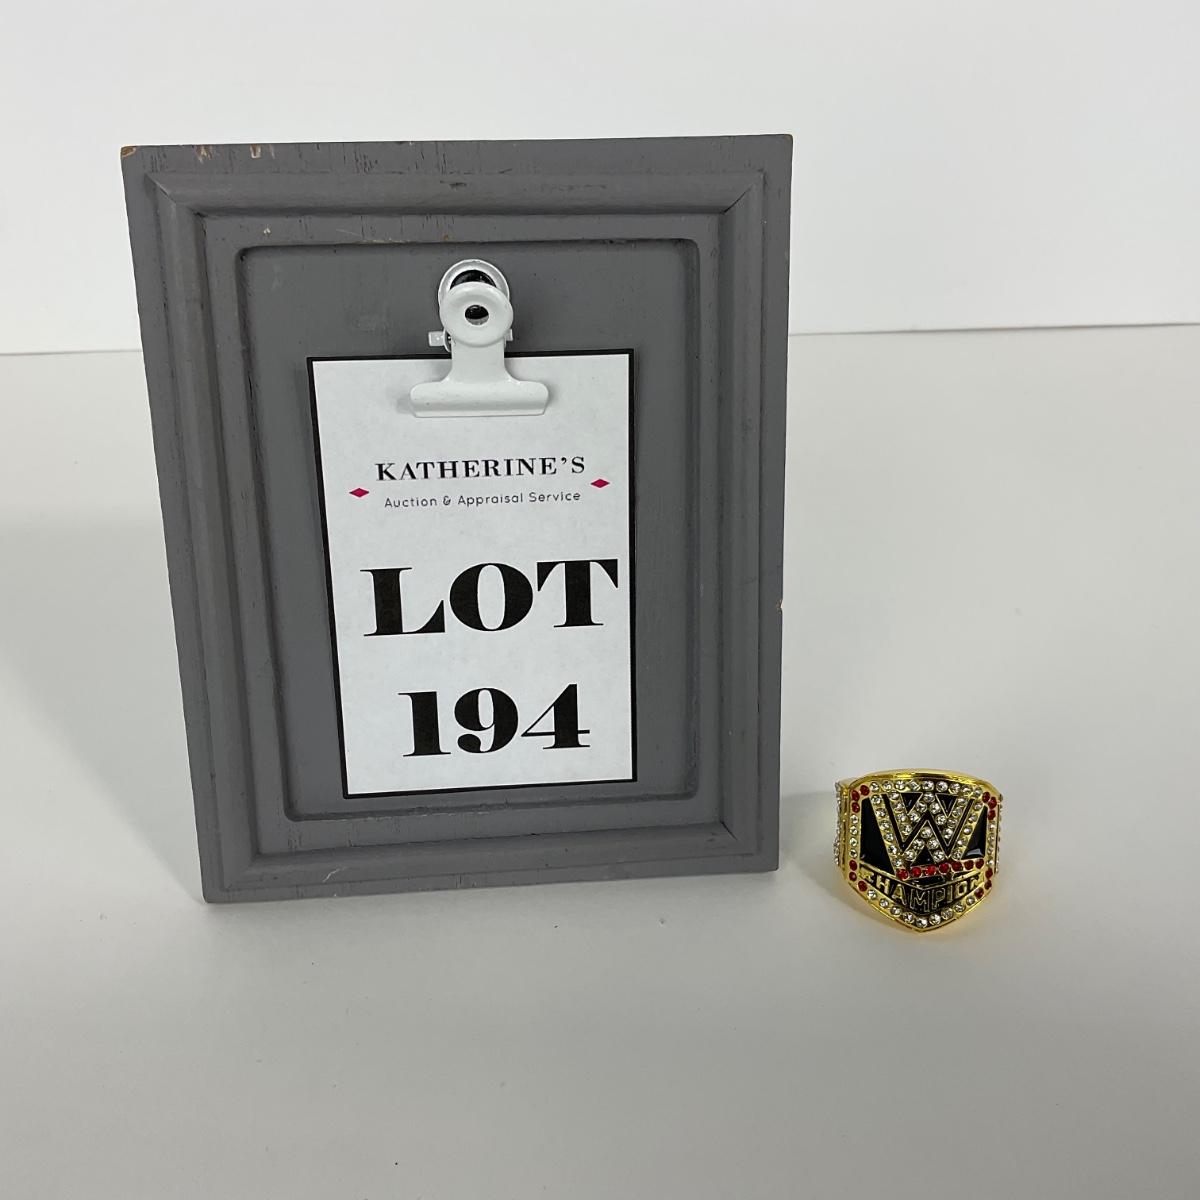 KATHERINE'S
Auction & Appraisal Service
LOT
194
W
CHAMPION